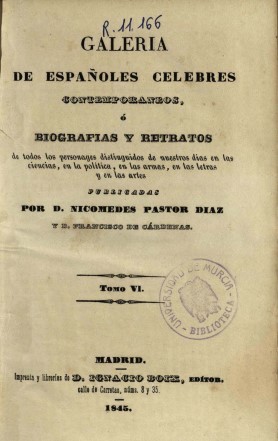 R. 11. 166
GALERIA
DE ESPAÑOLES CELEBRES
CONTEMPORANEOS,
ó
BIOGRAFIAS Y RETRATOS
de todos los personages distinguidos de nuestros dias en las
ciencias, en la política, en las armas, en las letras
y en las artes
PUBLICADAS
POR D. NICOMEDES PASTOR DIAZ
Y D. FRANCISCO DE CÁRDENAS.
TOMO VI.
UNIVERSIDAD DE MURCIA
BIBLIOTECA
MADRID.
Imprenta y libreria de D. IGNACIO BOIX, EDITOR.
calle de Carretas, núms. 8 y 35.
1845.